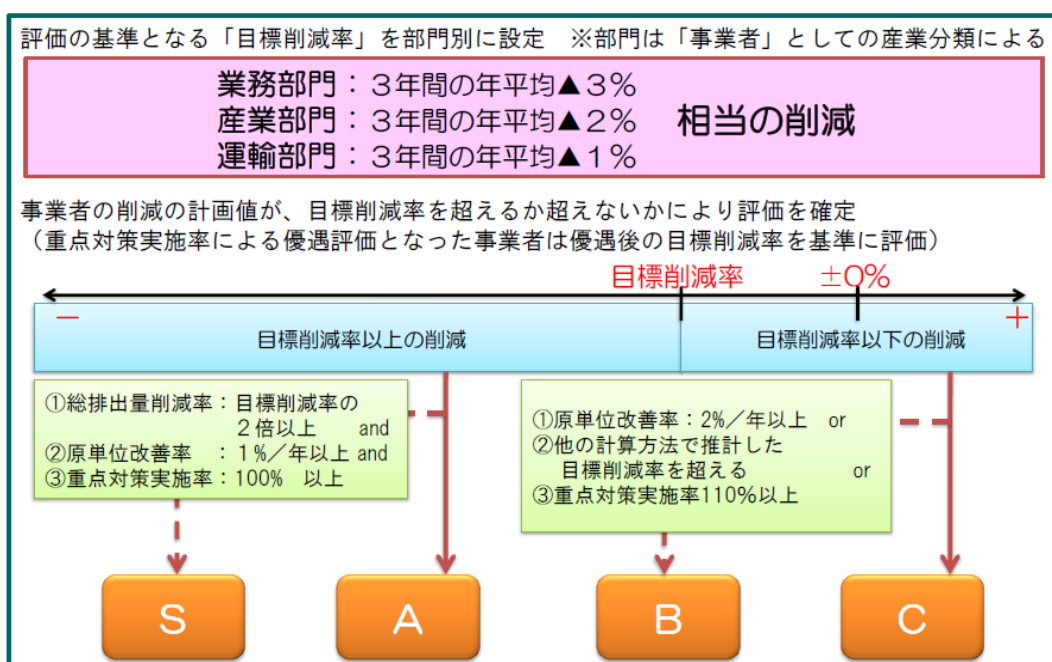 評価の基準となる「目標削減率」を部門別に設定　※部門は「事業者」としての産業分類による
業務部門：３年間の年平均▲３％
産業部門：３年間の年平均▲２％　相当の削減
運輸部門：３年間の年平均▲１％
事業者の削減の計画値が、目標削減率を超えるか超えないかにより評価を確定
（重点対策実施率による優遇評価となった事業者は優遇後の目標削減率を基準に評価）
目標削減率　±０％
－　＋
目標削減率以上の削減　目標削減率以下の削減
①総排出量削減率：目標削減率の
２倍以上　and
②原単位改善率　：１％／年以上 and
③重点対策実施率：100%　以上
①原単位改善率：2%／年以上　or
②他の計算方法で推計した
目標削減率を超える　or
③重点対策実施率110％以上
S　A　B　C